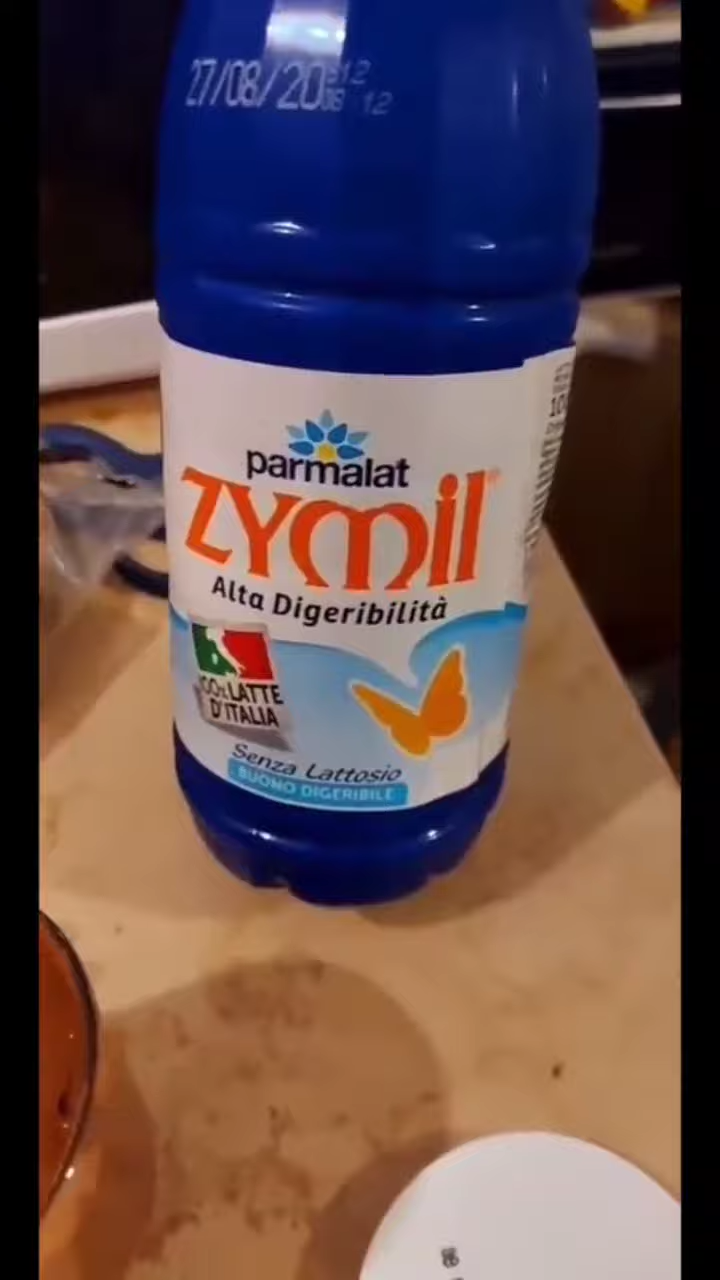 27/08/20
parmalat
zymil
Alta Digeribilità
100% LATTE
D'ITALIA
Senza Lattosio
BUONO DIGERIBILE